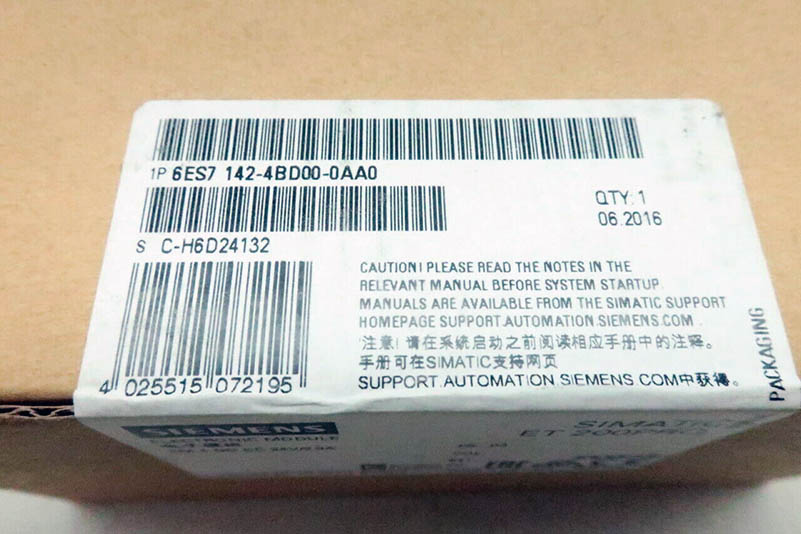 1P 6ES7 142-4BD00-0AA0
QTY: 1
06.2016
S C-H6D24132
CAUTION! PLEASE READ THE NOTES IN THE
RELEVANT MANUAL BEFORE SYSTEM STARTUP.
MANUALS ARE AVAILABLE FROM THE SIMATIC SUPPORT
HOMEPAGE SUPPORT.AUTOMATION.SIEMENS.COM .
注意! 请在系统启动之前阅读相应手册中的注释。
手册可在SIMATIC支持网页
SUPPORT.AUTOMATION.SIEMENS.COM中获得。
4 025515 072195
PACKAGING
SIEMENS
SIMATIC
ELECTRONIC MODULE
ET 200